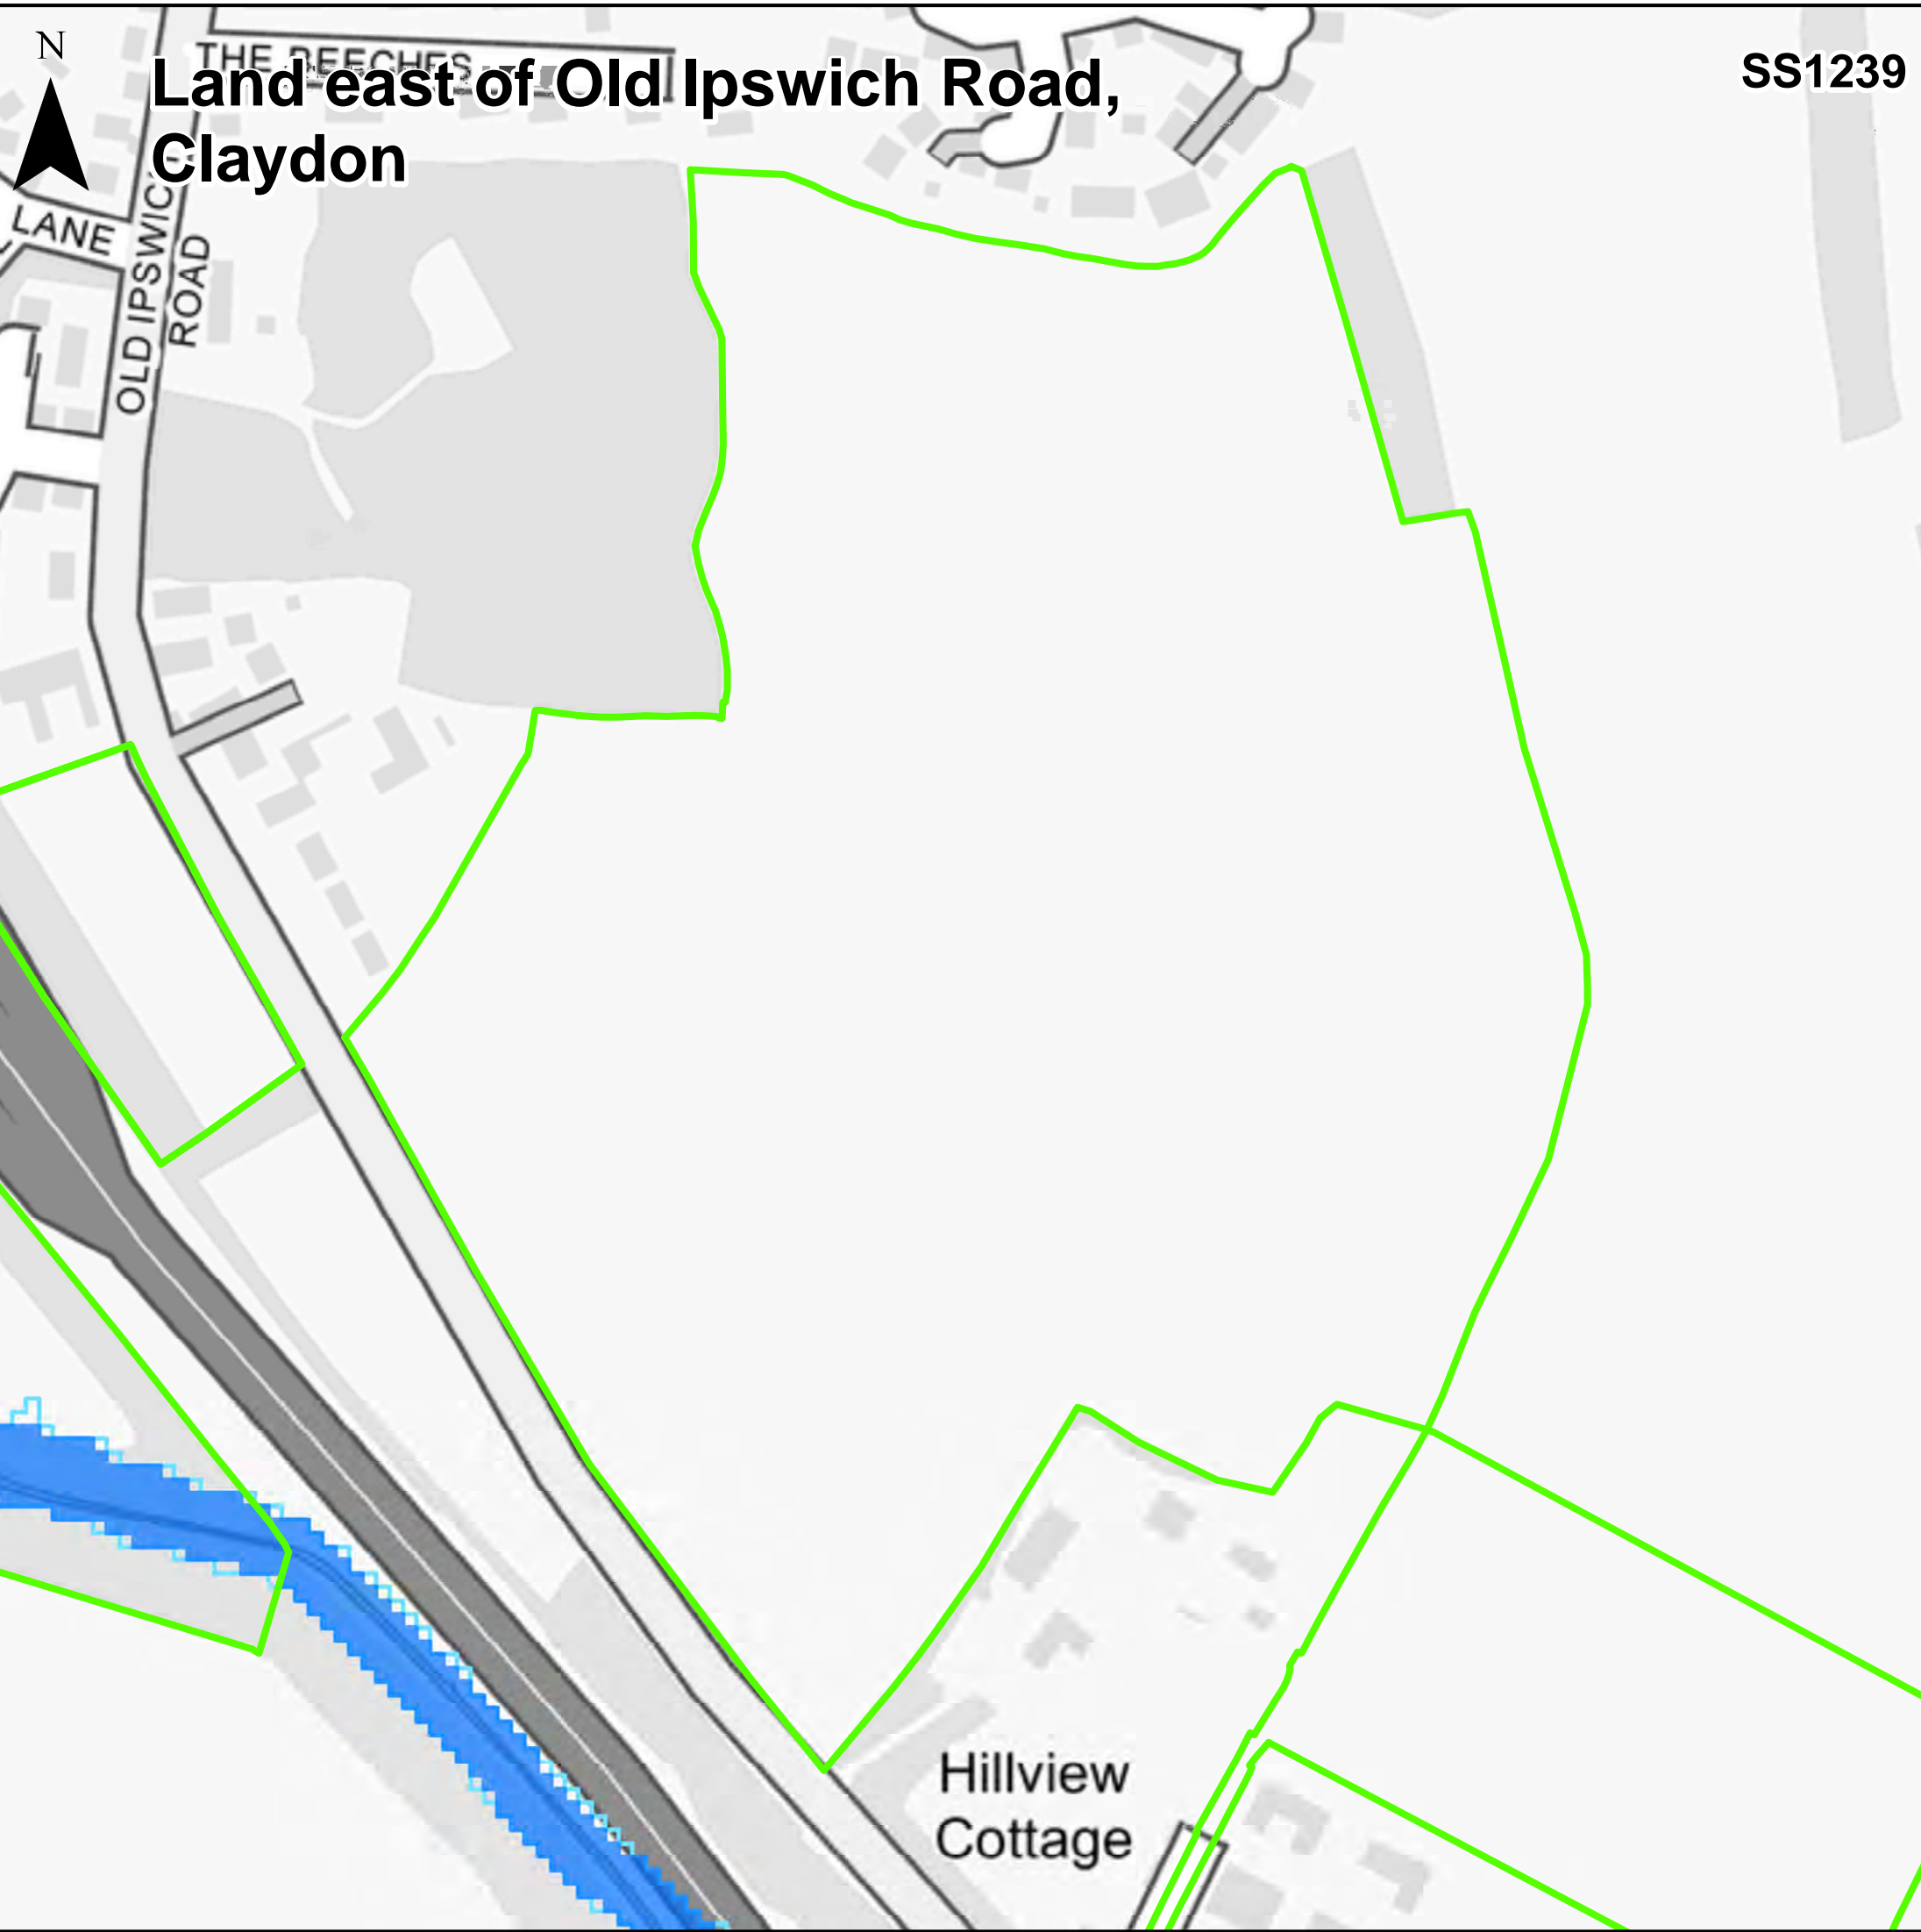 N
THE BEECHES
Land east of Old Ipswich Road,
Claydon
SS1239
LANE
OLD IPSWICH
ROAD
Hillview
Cottage